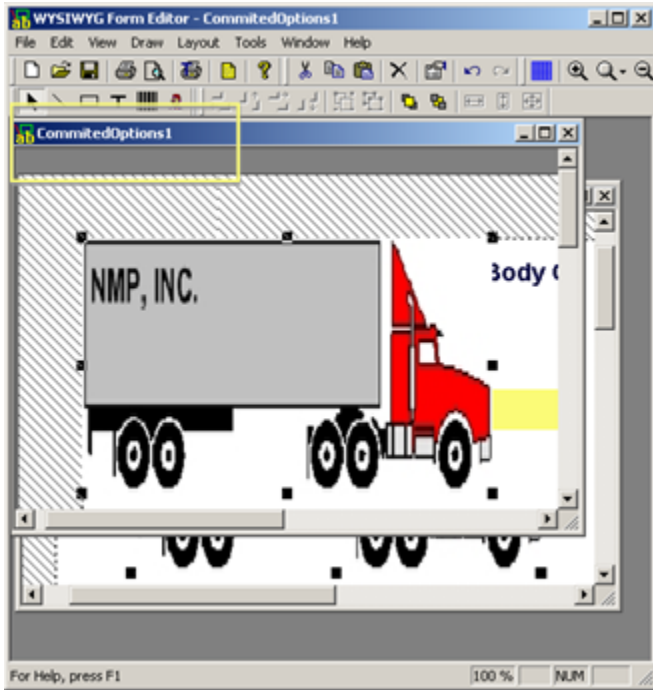 WYSIWYG Form Editor - CommitedOptions1
File Edit View Draw Layout Tools Window Help
CommitedOptions1
Body
NMP, INC.
For Help, press F1
100 %
NUM